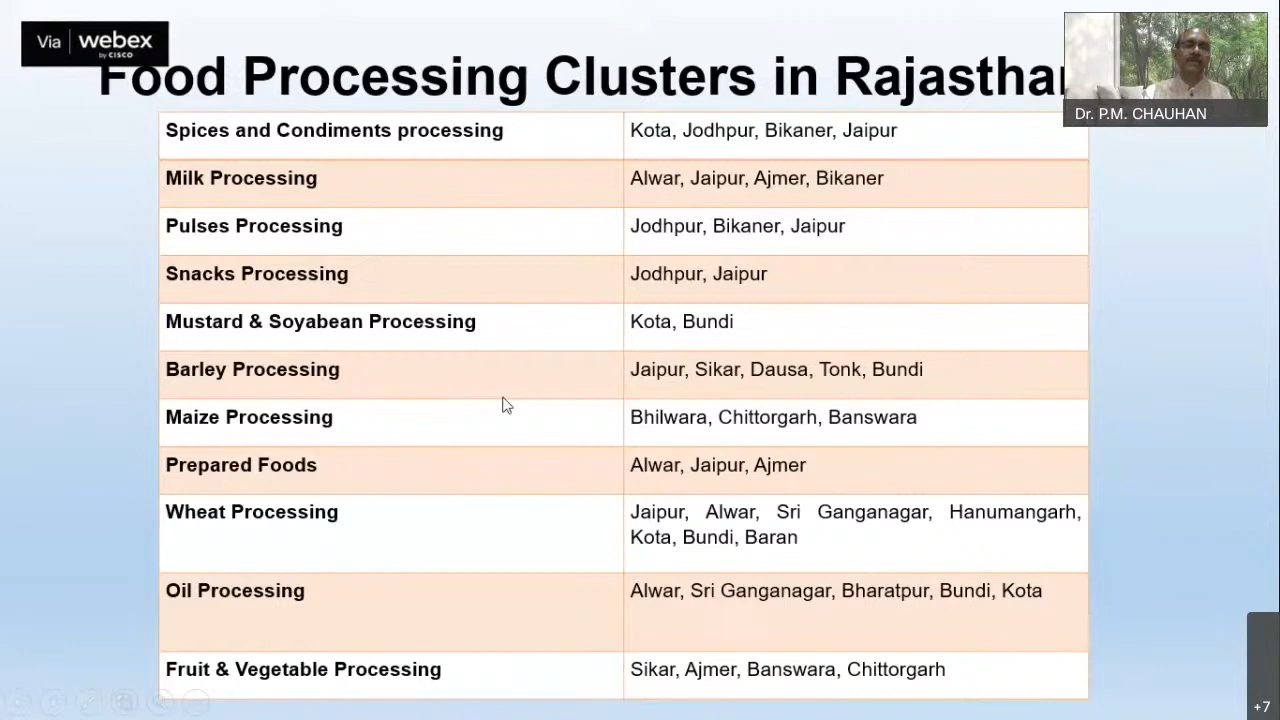 Via webex
by CISCO
Food Processing Clusters in Rajasthan
Dr. P.M. CHAUHAN
Spices and Condiments processing Kota, Jodhpur, Bikaner, Jaipur
Milk Processing Alwar, Jaipur, Ajmer, Bikaner
Pulses Processing Jodhpur, Bikaner, Jaipur
Snacks Processing Jodhpur, Jaipur
Mustard & Soyabean Processing Kota, Bundi
Barley Processing Jaipur, Sikar, Dausa, Tonk, Bundi
Maize Processing Bhilwara, Chittorgarh, Banswara
Prepared Foods Alwar, Jaipur, Ajmer
Wheat Processing Jaipur, Alwar, Sri Ganganagar, Hanumangarh,
Kota, Bundi, Baran
Oil Processing Alwar, Sri Ganganagar, Bharatpur, Bundi, Kota
Fruit & Vegetable Processing Sikar, Ajmer, Banswara, Chittorgarh
+7